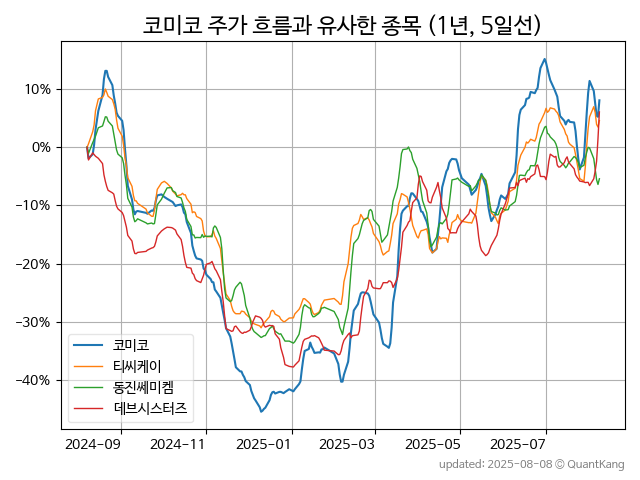 코미코 주가 흐름과 유사한 종목 (1년, 5일선)
10%
0%
−10%
−20%
−30%
−40%
코미코
티씨케이
동진쎄미켐
데브시스터즈
2024-09
2024-11
2025-01
2025-03
2025-05
2025-07
updated: 2025-08-08 © QuantKang